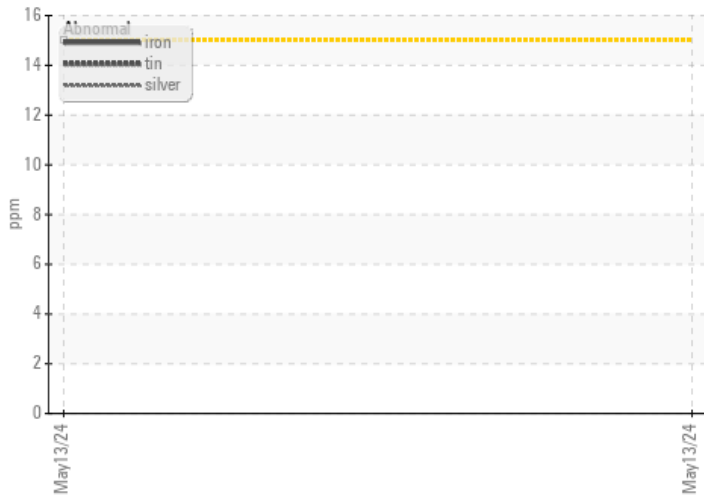 16
14
12
10
8
6
4
2
0
ppm
Abnormal
iron
tin
silver
May13/24
May13/24